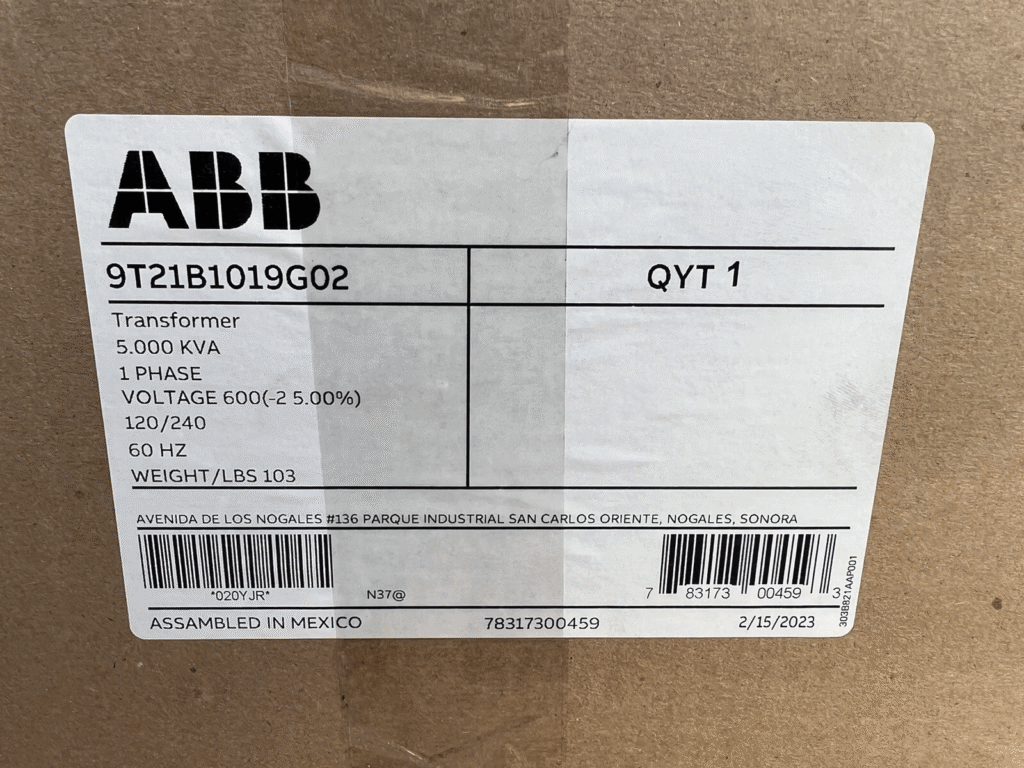 ABB
9T21B1019G02
QYT 1
Transformer
5.000 KVA
1 PHASE
VOLTAGE 600(-2 5.00%)
120/240
60 HZ
WEIGHT/LBS 103
AVENIDA DE LOS NOGALES #136 PARQUE INDUSTRIAL SAN CARLOS ORIENTE, NOGALES, SONORA
*020YJR*
N37@
7 83173 00459 3
303B821AAP001
ASSAMBLED IN MEXICO
78317300459
2/15/2023